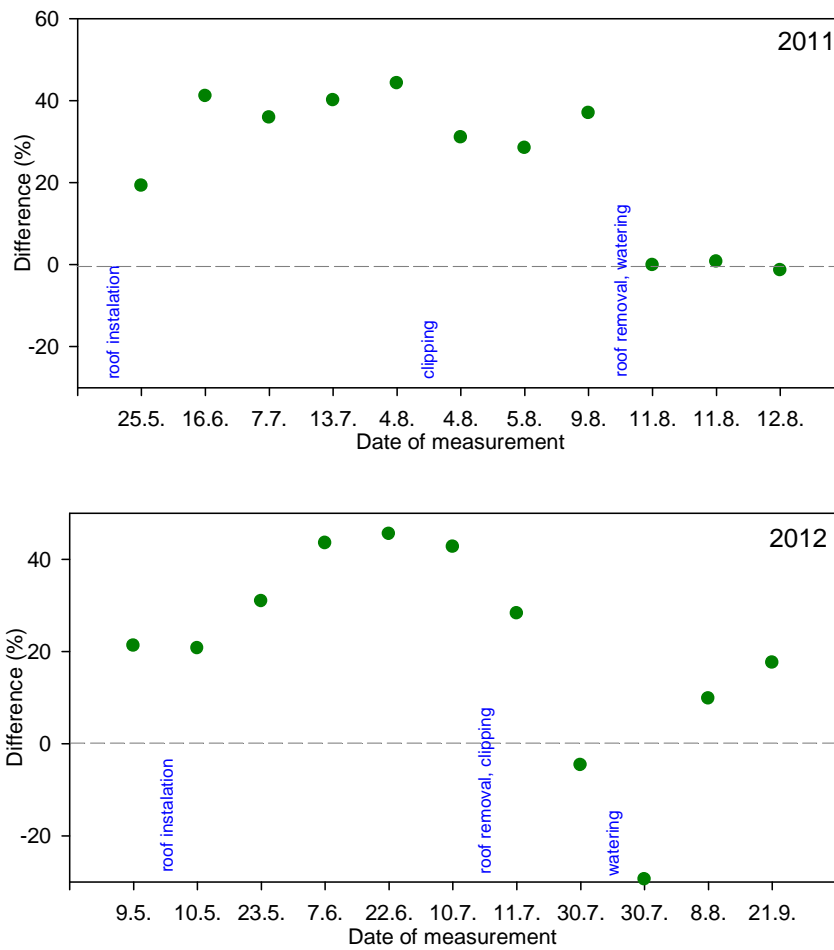 2011
60
40
20
0
-20
Difference (%)
roof instalation
clipping
roof removal, watering
25.5. 16.6. 7.7. 13.7. 4.8. 4.8. 5.8. 9.8. 11.8. 11.8. 12.8.
Date of measurement
2012
40
20
0
-20
Difference (%)
roof instalation
roof removal, clipping
watering
9.5. 10.5. 23.5. 7.6. 22.6. 10.7. 11.7. 30.7. 30.7. 8.8. 21.9.
Date of measurement